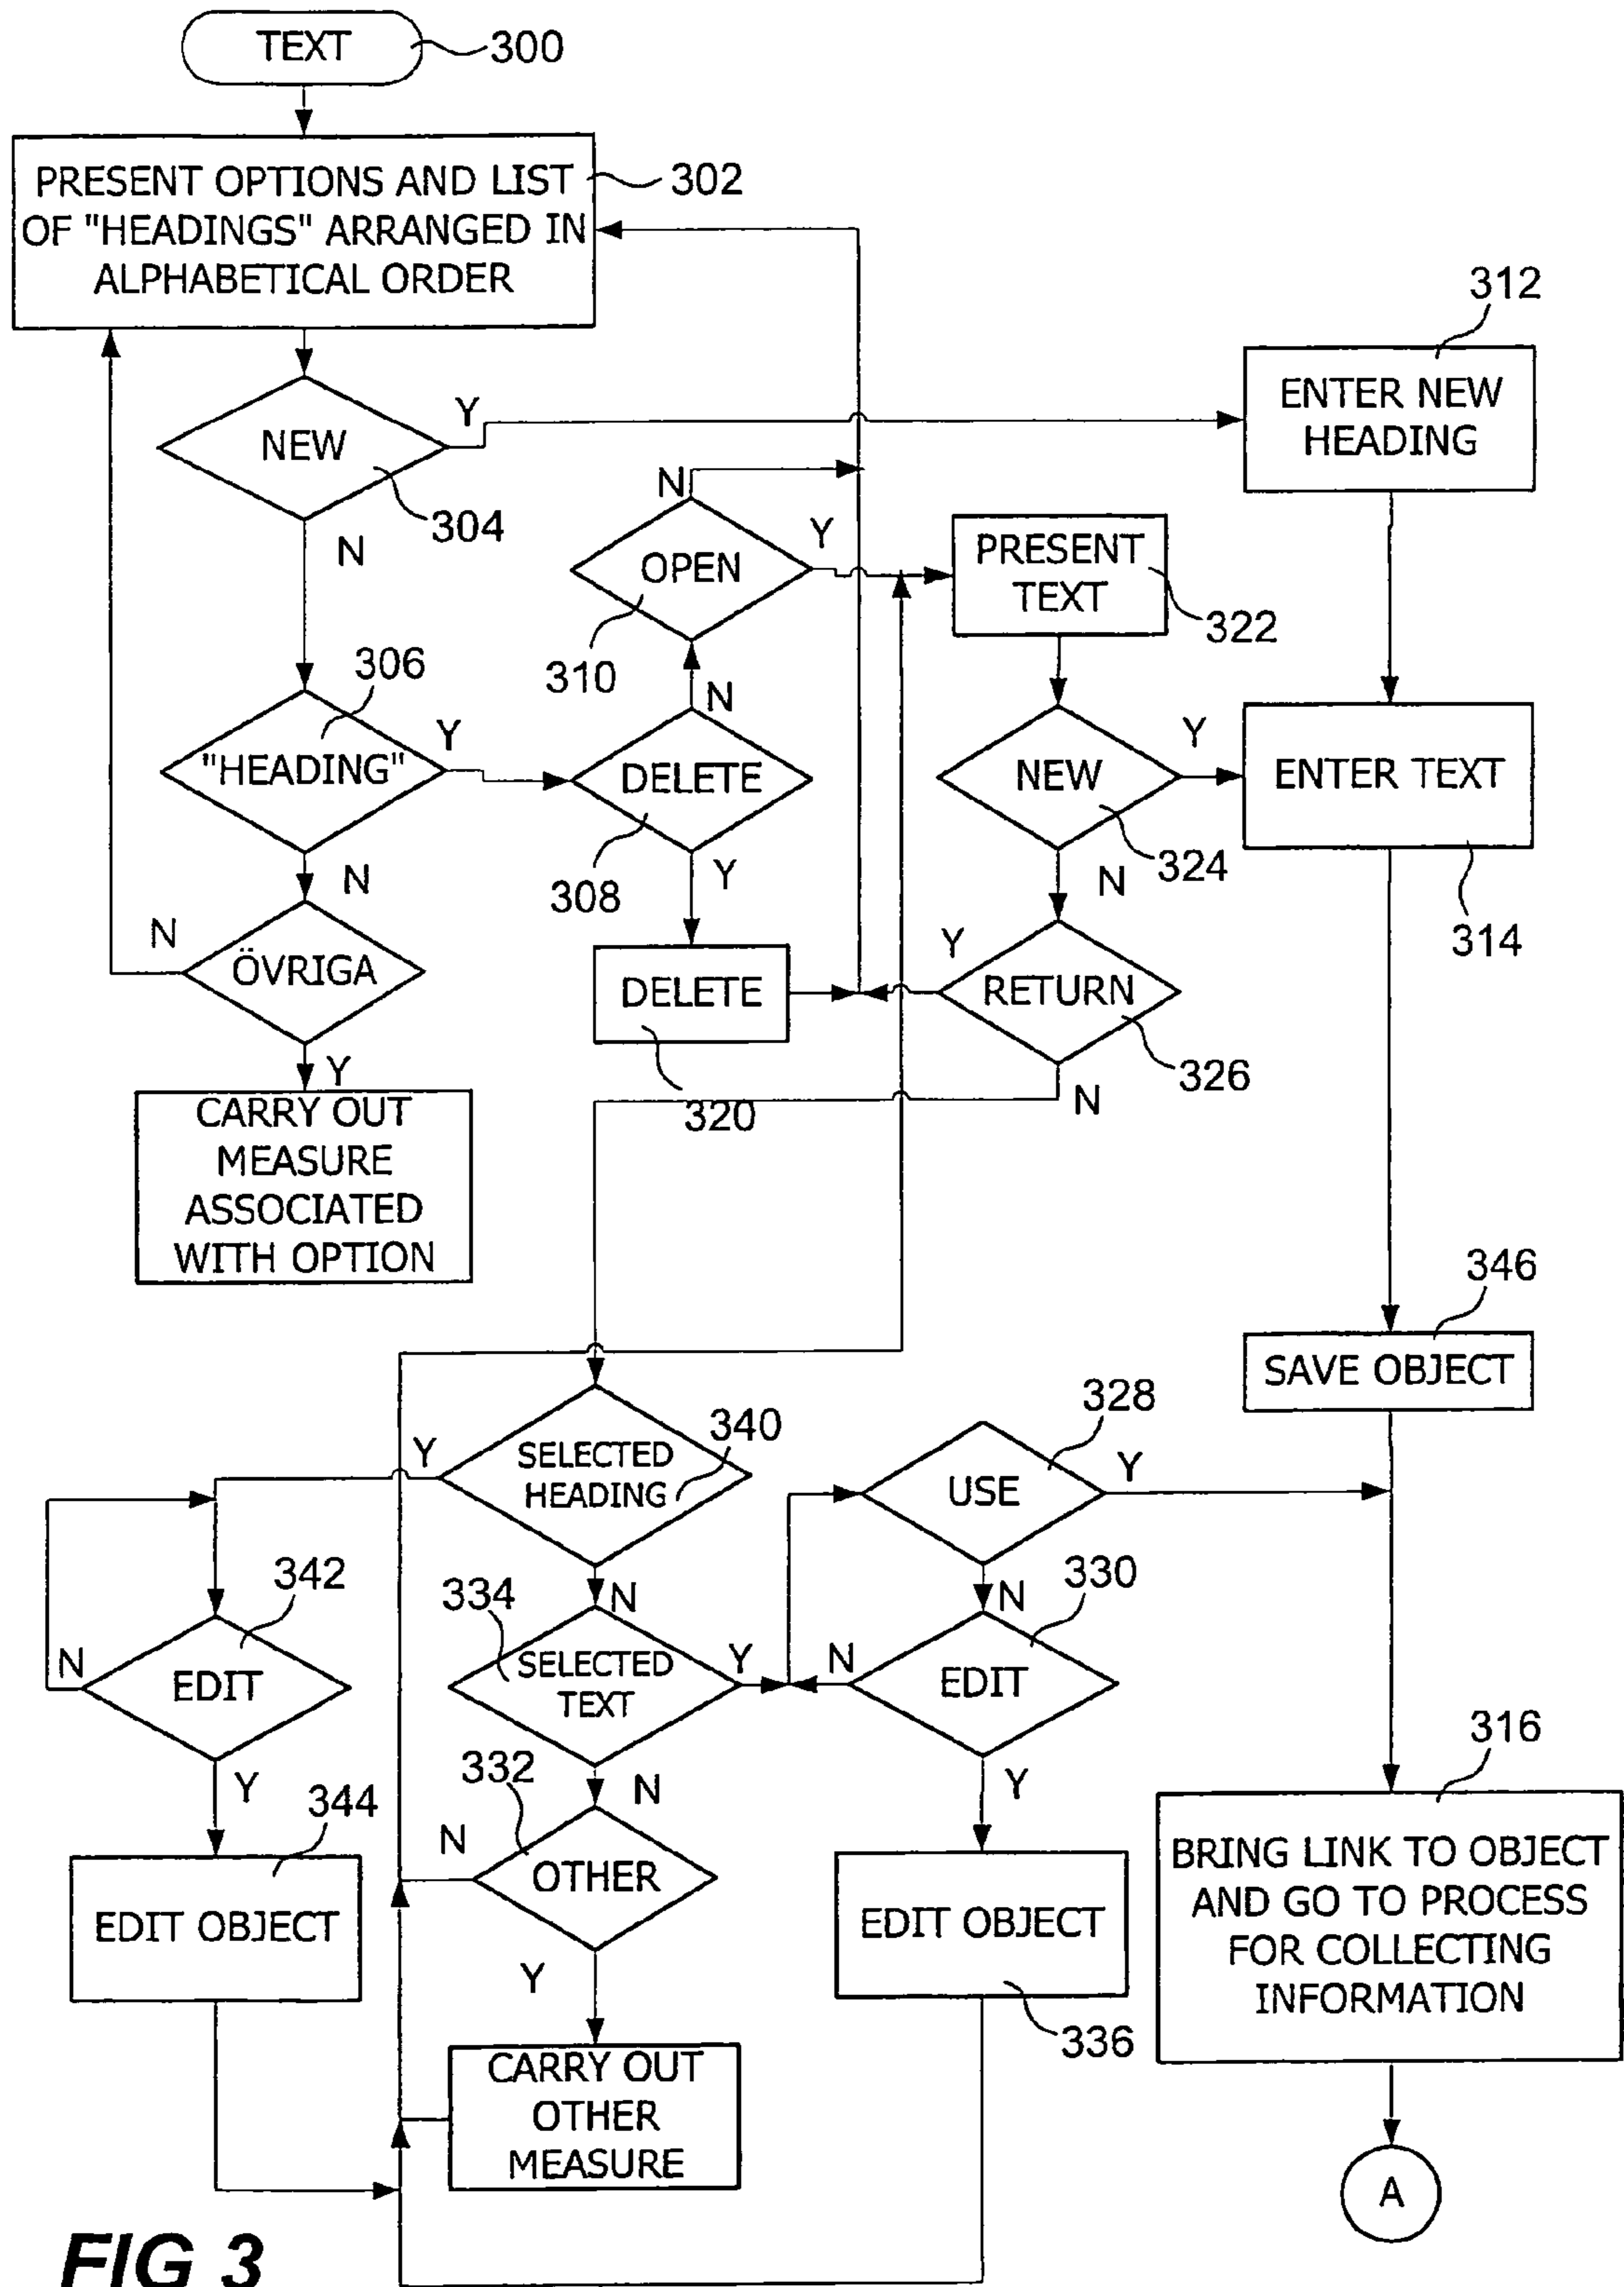 TEXT
300
PRESENT OPTIONS AND LIST
OF "HEADINGS" ARRANGED IN
ALPHABETICAL ORDER
302
312
ENTER NEW
HEADING
NEW
Y
304
N
N
OPEN
Y
310
PRESENT
TEXT
322
306
"HEADING"
Y
N
DELETE
308
Y
NEW
Y
324
N
ENTER TEXT
314
N
N
ÖVRIGA
Y
DELETE
320
Y
RETURN
326
N
CARRY OUT
MEASURE
ASSOCIATED
WITH OPTION
346
SAVE OBJECT
Y
SELECTED
HEADING
340
N
328
USE
Y
N
342
EDIT
N
Y
334
SELECTED
TEXT
Y
N
330
N
EDIT
Y
316
BRING LINK TO OBJECT
AND GO TO PROCESS
FOR COLLECTING
INFORMATION
344
EDIT OBJECT
332
N
OTHER
Y
EDIT OBJECT
336
CARRY OUT
OTHER
MEASURE
A
FIG 3